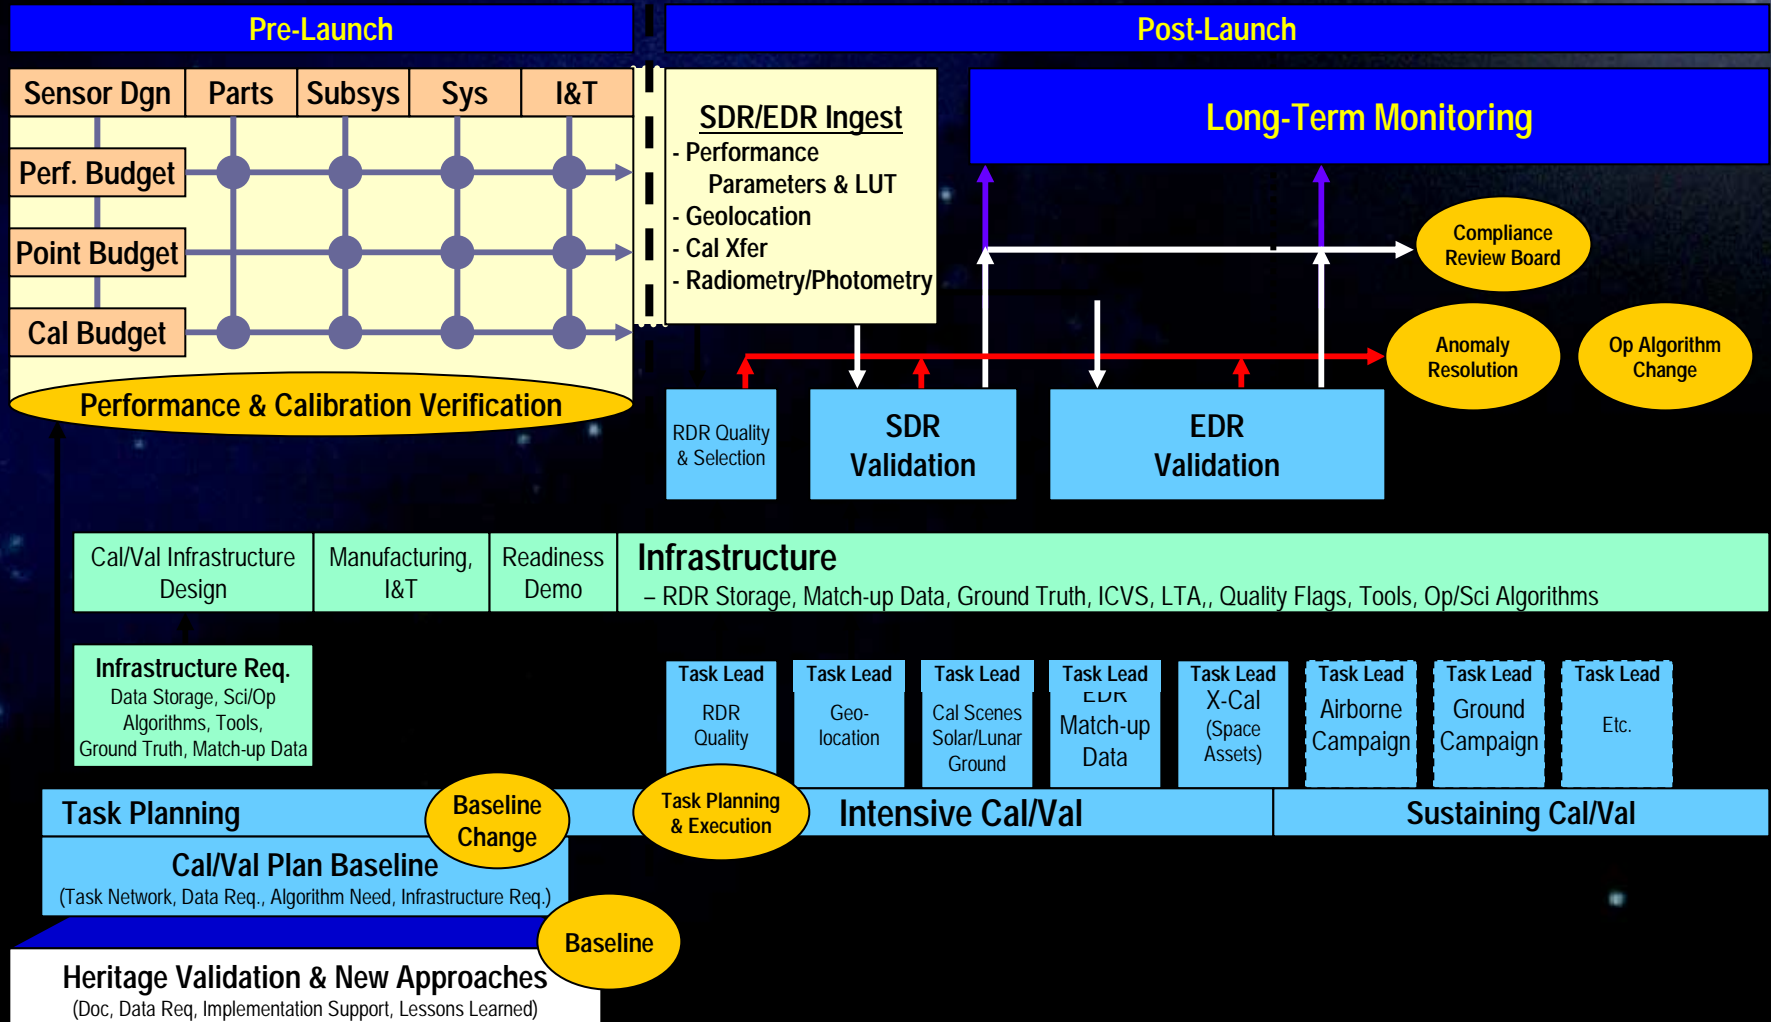 Pre-Launch
Post-Launch
Sensor Dgn
Parts
Subsys
Sys
I&T
Perf. Budget
Point Budget
Cal Budget
Performance & Calibration Verification
SDR/EDR Ingest
- Performance
Parameters & LUT
- Geolocation
- Cal Xfer
- Radiometry/Photometry
Long-Term Monitoring
Compliance
Review Board
Anomaly
Resolution
Op Algorithm
Change
RDR Quality
& Selection
SDR
Validation
EDR
Validation
Cal/Val Infrastructure
Design
Manufacturing,
I&T
Readiness
Demo
Infrastructure
– RDR Storage, Match-up Data, Ground Truth, ICVS, LTA,, Quality Flags, Tools, Op/Sci Algorithms
Infrastructure Req.
Data Storage, Sci/Op
Algorithms, Tools,
Ground Truth, Match-up Data
Task Lead
RDR
Quality
Task Lead
Geo-
location
Task Lead
Cal Scenes
Solar/Lunar
Ground
Task Lead
EDR
Match-up
Data
Task Lead
X-Cal
(Space
Assets)
Task Lead
Airborne
Campaign
Task Lead
Ground
Campaign
Task Lead
Etc.
Task Planning
Baseline
Change
Task Planning
& Execution
Intensive Cal/Val
Sustaining Cal/Val
Cal/Val Plan Baseline
(Task Network, Data Req., Algorithm Need, Infrastructure Req.)
Baseline
Heritage Validation & New Approaches
(Doc, Data Req, Implementation Support, Lessons Learned)